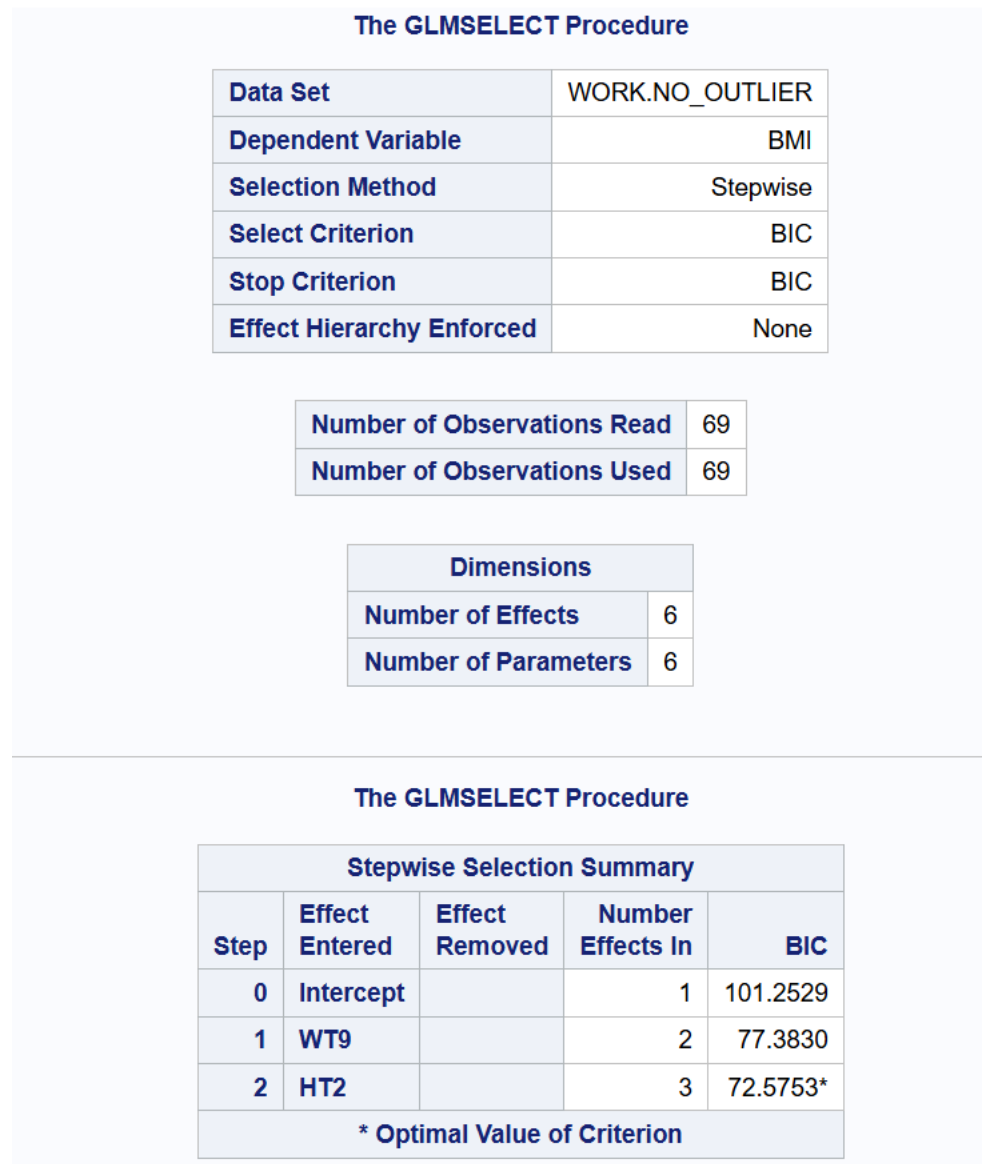 The GLMSELECT Procedure
Data Set WORK.NO_OUTLIER
Dependent Variable BMI
Selection Method Stepwise
Select Criterion BIC
Stop Criterion BIC
Effect Hierarchy Enforced None
Number of Observations Read 69
Number of Observations Used 69
Dimensions
Number of Effects 6
Number of Parameters 6
The GLMSELECT Procedure
Stepwise Selection Summary
Step Effect Entered Effect Removed Number Effects In BIC
0 Intercept 1 101.2529
1 WT9 2 77.3830
2 HT2 3 72.5753*
* Optimal Value of Criterion